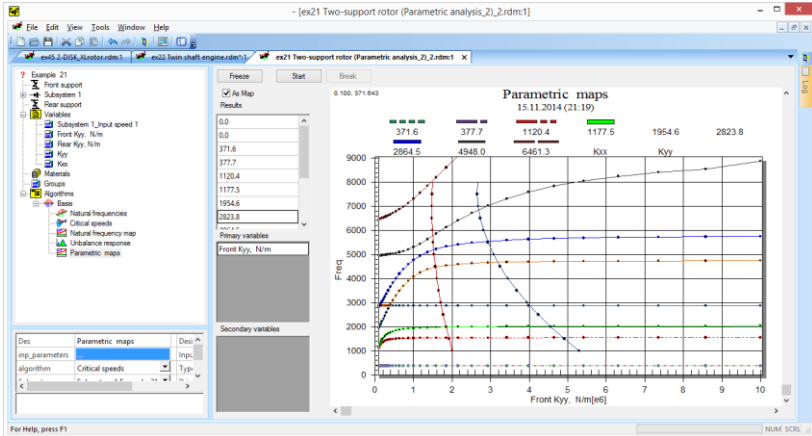 - [ex21 Two-support rotor (Parametric analysis_2)_2.rdm:1]
File Edit View Tools Window Help
ex45 2-DISK_XLrotor.rdm:1 ex22 Twin shaft engine.rdm*:1 ex21 Two-support rotor (Parametric analysis_2)_2.rdm:1 X
? Example 21
Front support
Subsystem 1
Rear support
Variables
Subsystem 1_Input speed 1
Front Kyy, N/m
Rear Kyy, N/m
Kyy
Kxx
Materials
Groups
Algorithms
Basis
Natural frequencies
Critical speeds
Natural frequency map
Unbalance response
Parametric maps
Des Parametric maps
inp_parameters ...
algorithm Critical speeds
Freeze Start Break
As Map
Results
0.0
0.0
371.6
377.7
1120.4
1177.5
1954.6
2823.8
Primary variables
Front Kyy, N/m
Secondary variables
0.100; 371.643
Parametric maps
15.11.2014 (21:19)
371.6 377.7 1120.4 1177.5 1954.6 2823.8
2864.5 4948.0 6461.3 Kxx Kyy
9000
8000
7000
6000
5000
4000
3000
2000
1000
0
Freq
0 1 2 3 4 5 6 7 8 9 10
Front Kyy, N/m[e6]
Log
For Help, press F1
NUM SCRL